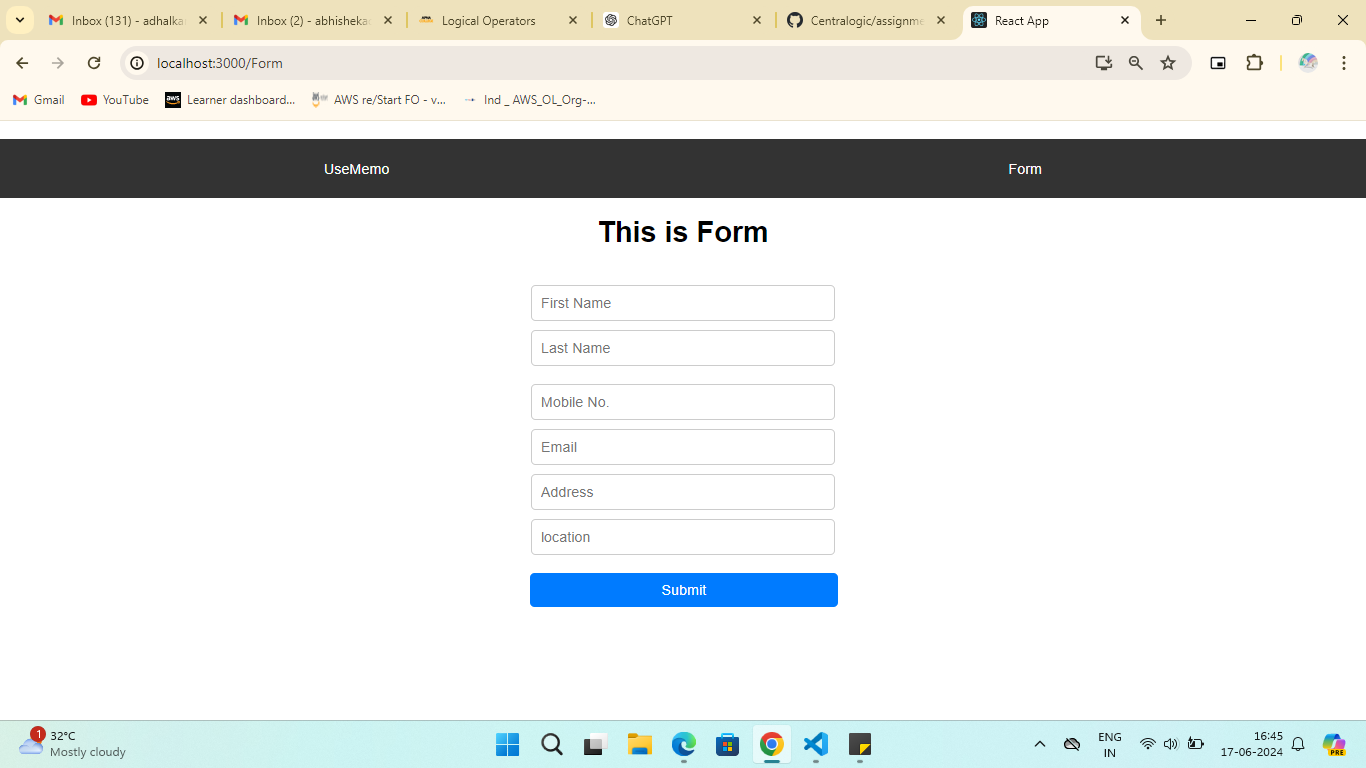 Inbox (131) - adhalka
Inbox (2) - abhisheka
Logical Operators
ChatGPT
Centralogic/assignme
React App
localhost:3000/Form
Gmail
YouTube
aws
Learner dashboard...
AWS re/Start FO - v...
Ind _ AWS_OL_Org-...
UseMemo
Form
This is Form
First Name
Last Name
Mobile No.
Email
Address
location
Submit
1
32°C
Mostly cloudy
ENG
IN
16:45
17-06-2024
PRE